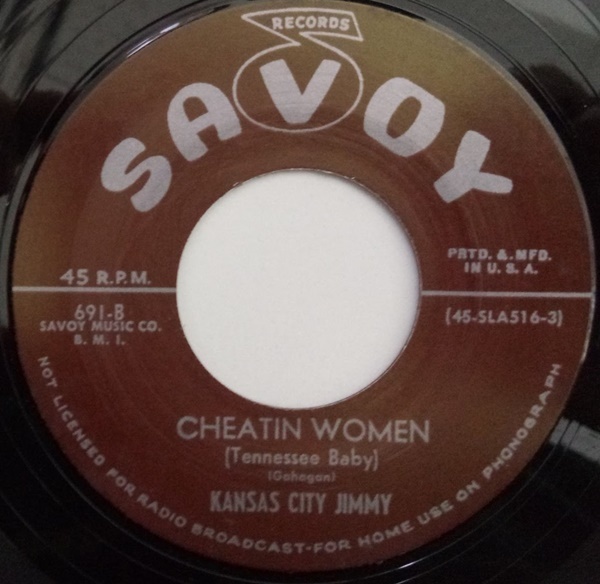 RECORDS
SAVOY
45 R.P.M.
PRTD. & MFD.
IN U. S. A.
691-B
SAVOY MUSIC CO.
B. M. I.
(45-SLA516-3)
CHEATIN WOMEN
(Tennessee Baby)
(Gahagan)
KANSAS CITY JIMMY
NOT LICENSED FOR RADIO BROADCAST-FOR HOME USE ON PHONOGRAPH